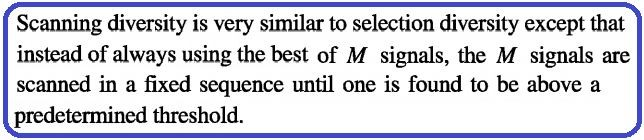 Scanning diversity is very similar to selection diversity except that
instead of always using the best of M signals, the M signals are
scanned in a fixed sequence until one is found to be above a
predetermined threshold.